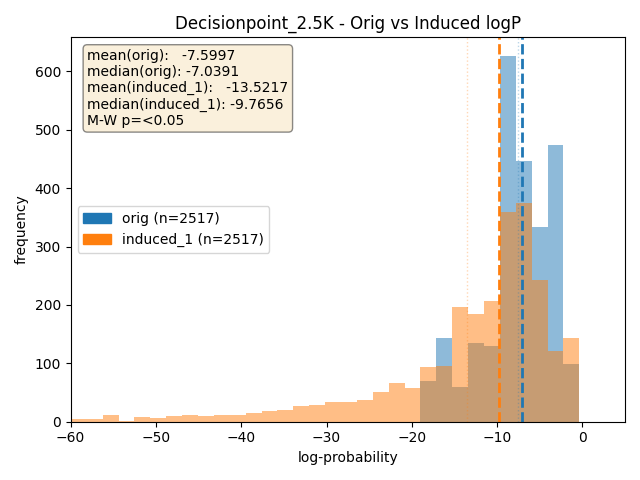 Decisionpoint_2.5K - Orig vs Induced logP
mean(orig):   -7.5997
median(orig): -7.0391
mean(induced_1):   -13.5217
median(induced_1): -9.7656
M-W p=<0.05
orig (n=2517)
induced_1 (n=2517)
frequency
600
500
400
300
200
100
0
−60
−50
−40
−30
−20
−10
0
log-probability